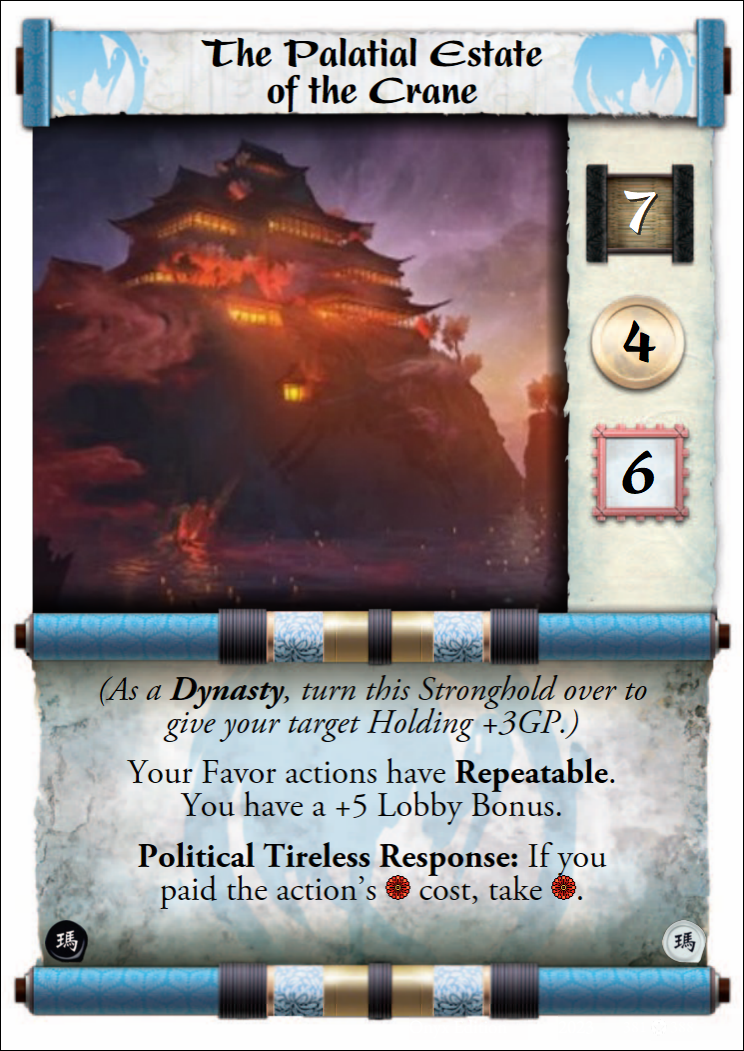 The Palatial Estate
of the Crane
7
4
6
(As a Dynasty, turn this Stronghold over to
give your target Holding +3GP.)
Your Favor actions have Repeatable.
You have a +5 Lobby Bonus.
Political Tireless Response: If you
paid the action's cost, take .
瑪
瑪